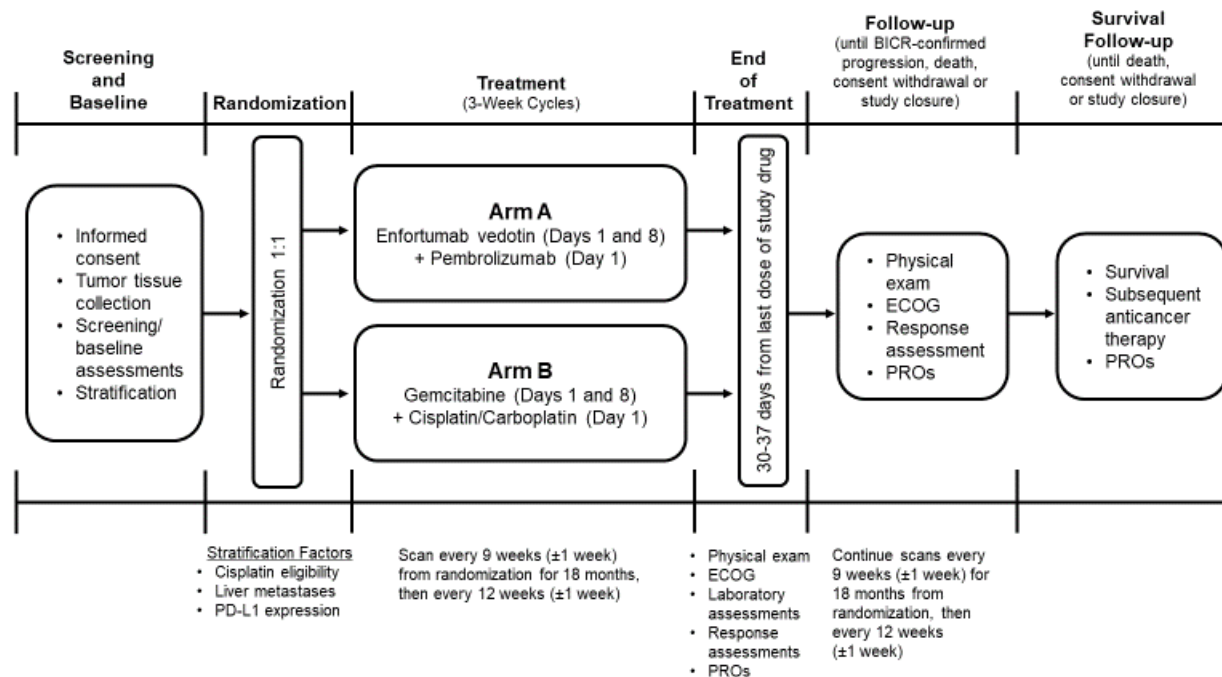 Screening
and
Baseline
Randomization
Treatment
(3-Week Cycles)
End
of
Treatment
Follow-up
(until BICR-confirmed
progression, death,
consent withdrawal or
study closure)
Survival
Follow-up
(until death,
consent withdrawal
or study closure)
• Informed
consent
• Tumor tissue
collection
• Screening/
baseline
assessments
• Stratification
Randomization 1:1
Arm A
Enfortumab vedotin (Days 1 and 8)
+ Pembrolizumab (Day 1)
Arm B
Gemcitabine (Days 1 and 8)
+ Cisplatin/Carboplatin (Day 1)
30-37 days from last dose of study drug
• Physical
exam
• ECOG
• Response
assessment
• PROs
• Survival
• Subsequent
anticancer
therapy
• PROs
Stratification Factors
• Cisplatin eligibility
• Liver metastases
• PD-L1 expression
Scan every 9 weeks (±1 week)
from randomization for 18 months,
then every 12 weeks (±1 week)
• Physical exam
• ECOG
• Laboratory
assessments
• Response
assessments
• PROs
Continue scans every
9 weeks (±1 week) for
18 months from
randomization, then
every 12 weeks
(±1 week)